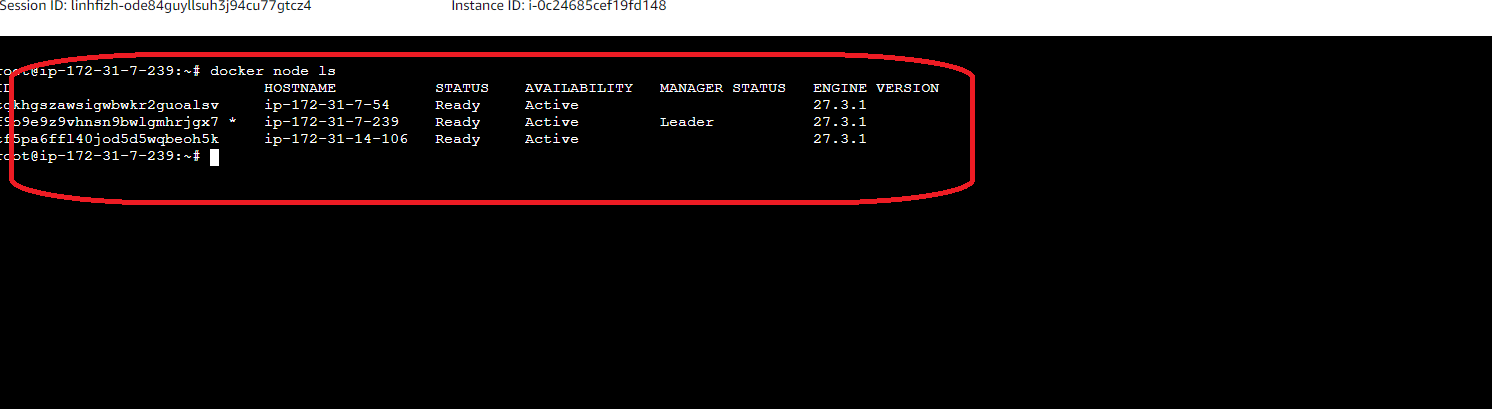 Session ID: linhfizh-ode84guyllsuh3j94cu77gtcz4 Instance ID: i-0c24685cef19fd148
root@ip-172-31-7-239:~# docker node ls
ID HOSTNAME STATUS AVAILABILITY MANAGER STATUS ENGINE VERSION
ip-172-31-7-54 Ready Active 27.3.1
* ip-172-31-7-239 Ready Active Leader 27.3.1
ip-172-31-14-106 Ready Active 27.3.1
root@ip-172-31-7-239:~#